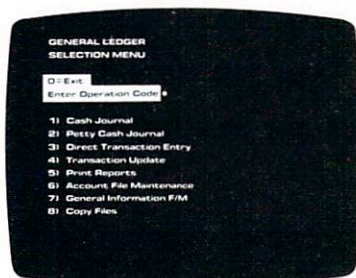 GENERAL LEDGER
SELECTION MENU
0=Exit
Enter Operation Code
1) Cash Journal
2) Petty Cash Journal
3) Direct Transaction Entry
4) Transaction Update
5) Print Reports
6) Account File Maintenance
7) General Information F/M
8) Copy Files